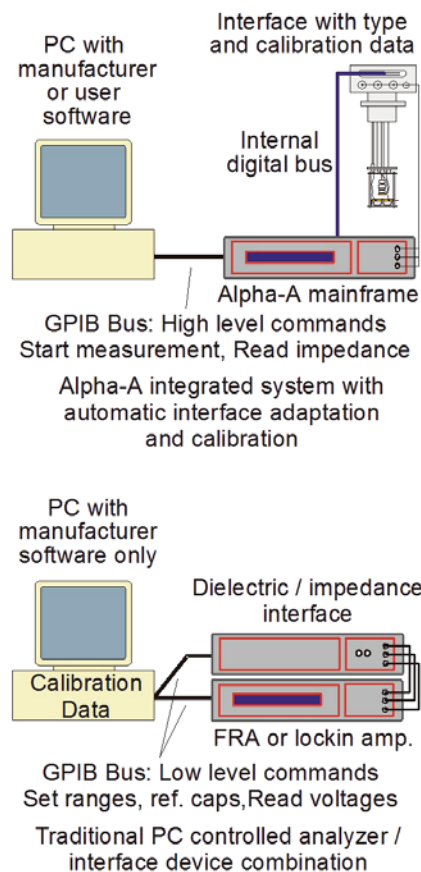 Interface with type
and calibration data
PC with
manufacturer
or user
software
Internal
digital bus
Alpha-A mainframe
GPIB Bus: High level commands
Start measurement, Read impedance
Alpha-A integrated system with
automatic interface adaptation
and calibration
PC with
manufacturer
software only
Dielectric / impedance
interface
Calibration
Data
FRA or lockin amp.
GPIB Bus: Low level commands
Set ranges, ref. caps,Read voltages
Traditional PC controlled analyzer /
interface device combination